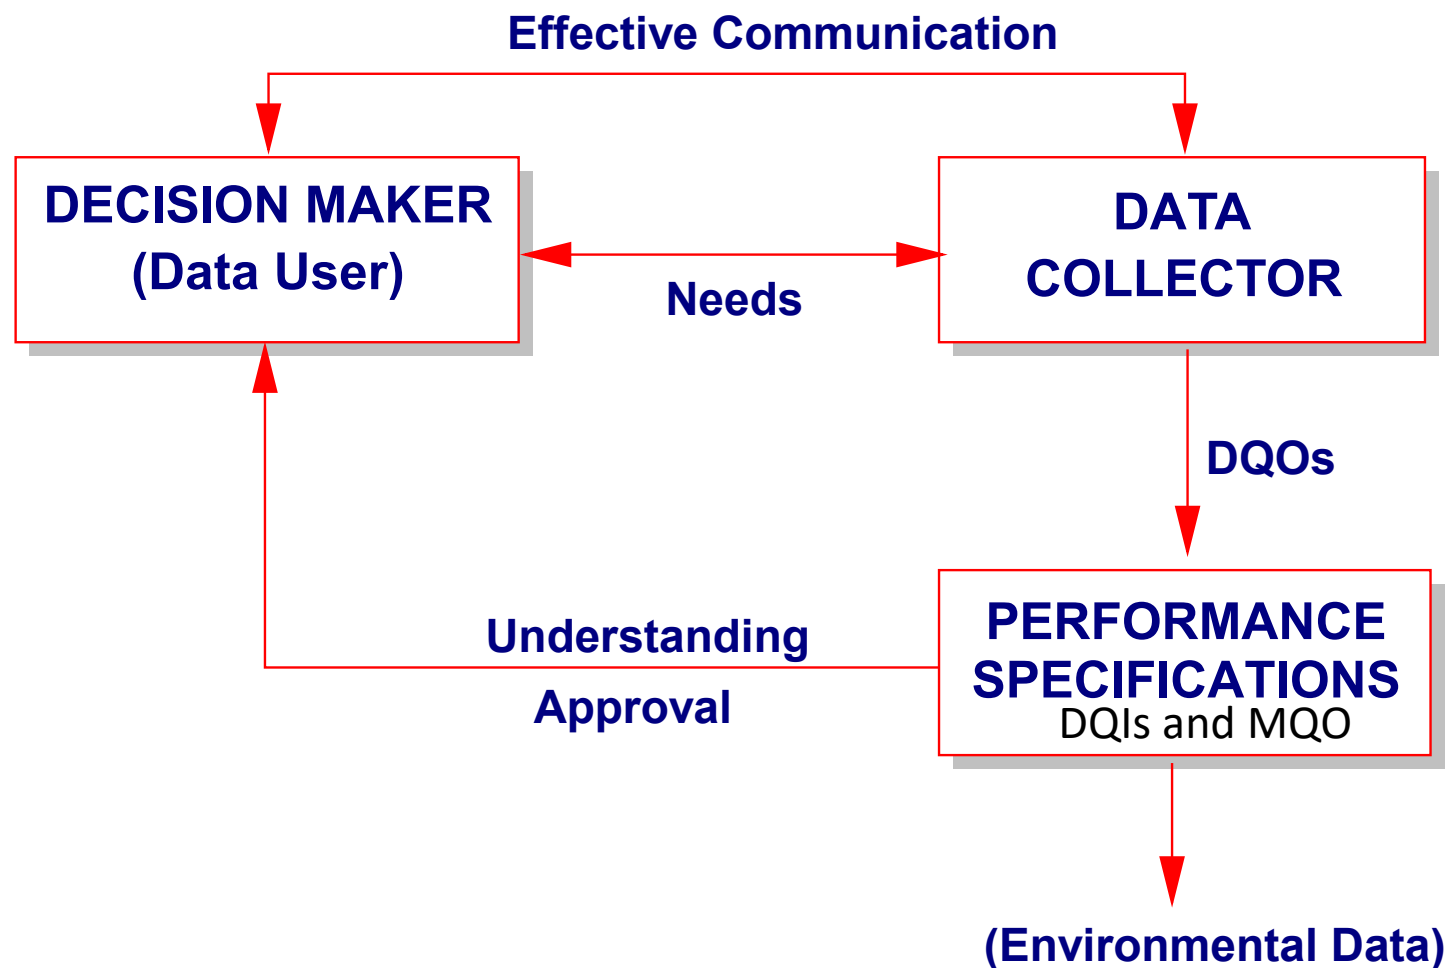 Effective Communication
DECISION MAKER
(Data User)
DATA
COLLECTOR
Needs
DQOs
PERFORMANCE
SPECIFICATIONS
DQIs and MQO
Understanding
Approval
(Environmental Data)